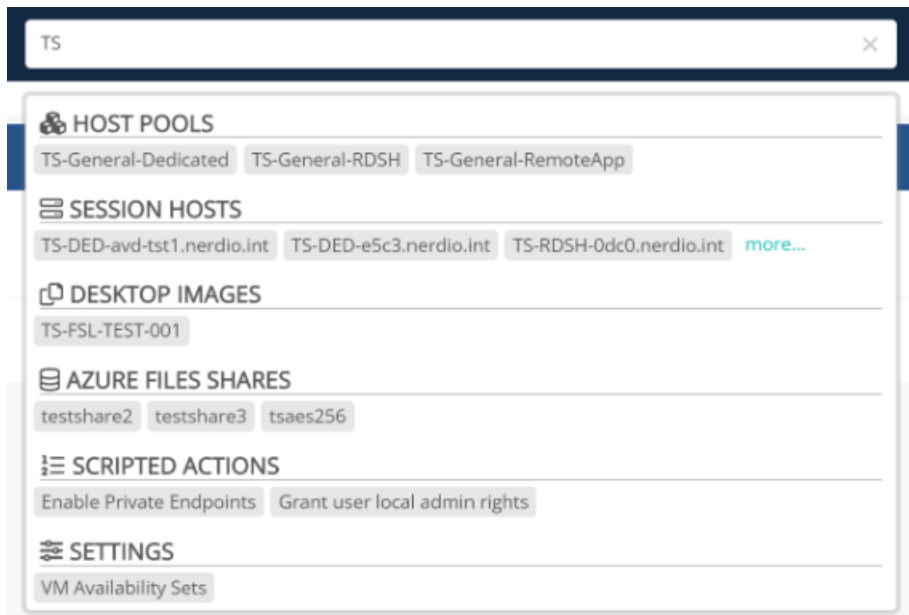 TS
HOST POOLS
TS-General-Dedicated TS-General-RDSH TS-General-RemoteApp
SESSION HOSTS
TS-DED-avd-tst1.nerdio.int TS-DED-e5c3.nerdio.int TS-RDSH-0dc0.nerdio.int more...
DESKTOP IMAGES
TS-FSL-TEST-001
AZURE FILES SHARES
testshare2 testshare3 tsaes256
SCRIPTED ACTIONS
Enable Private Endpoints Grant user local admin rights
SETTINGS
VM Availability Sets